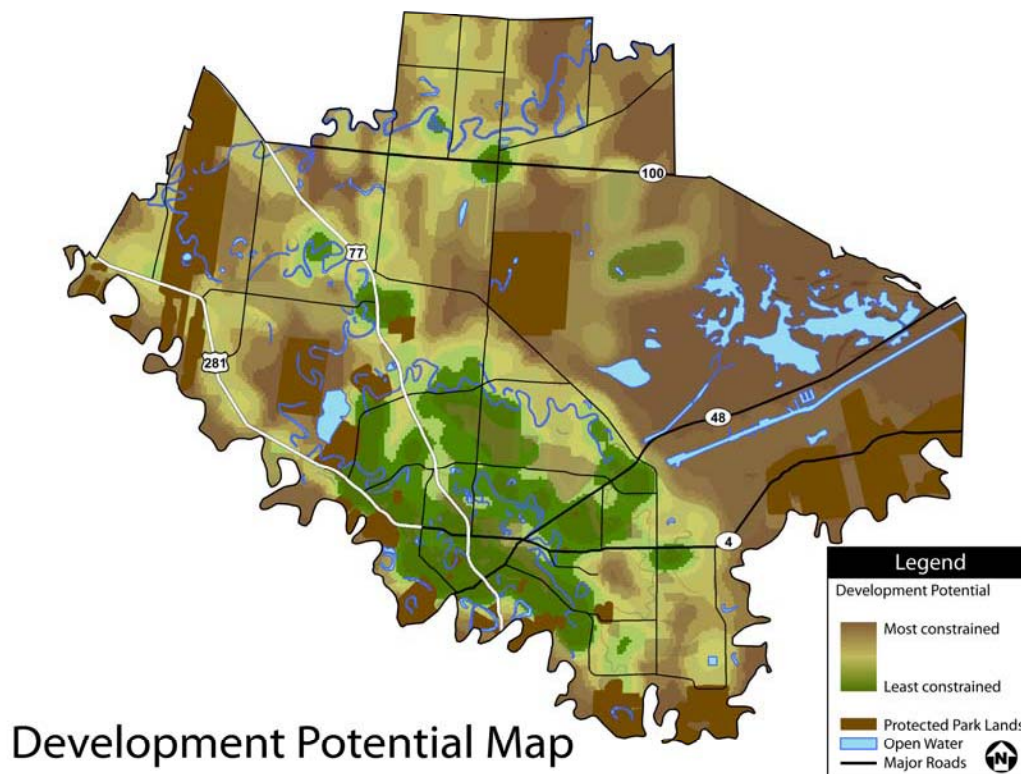 100
77
281
48
4
Legend
Development Potential
Most constrained
Least constrained
Protected Park Lands
Open Water
Major Roads
N
Development Potential Map